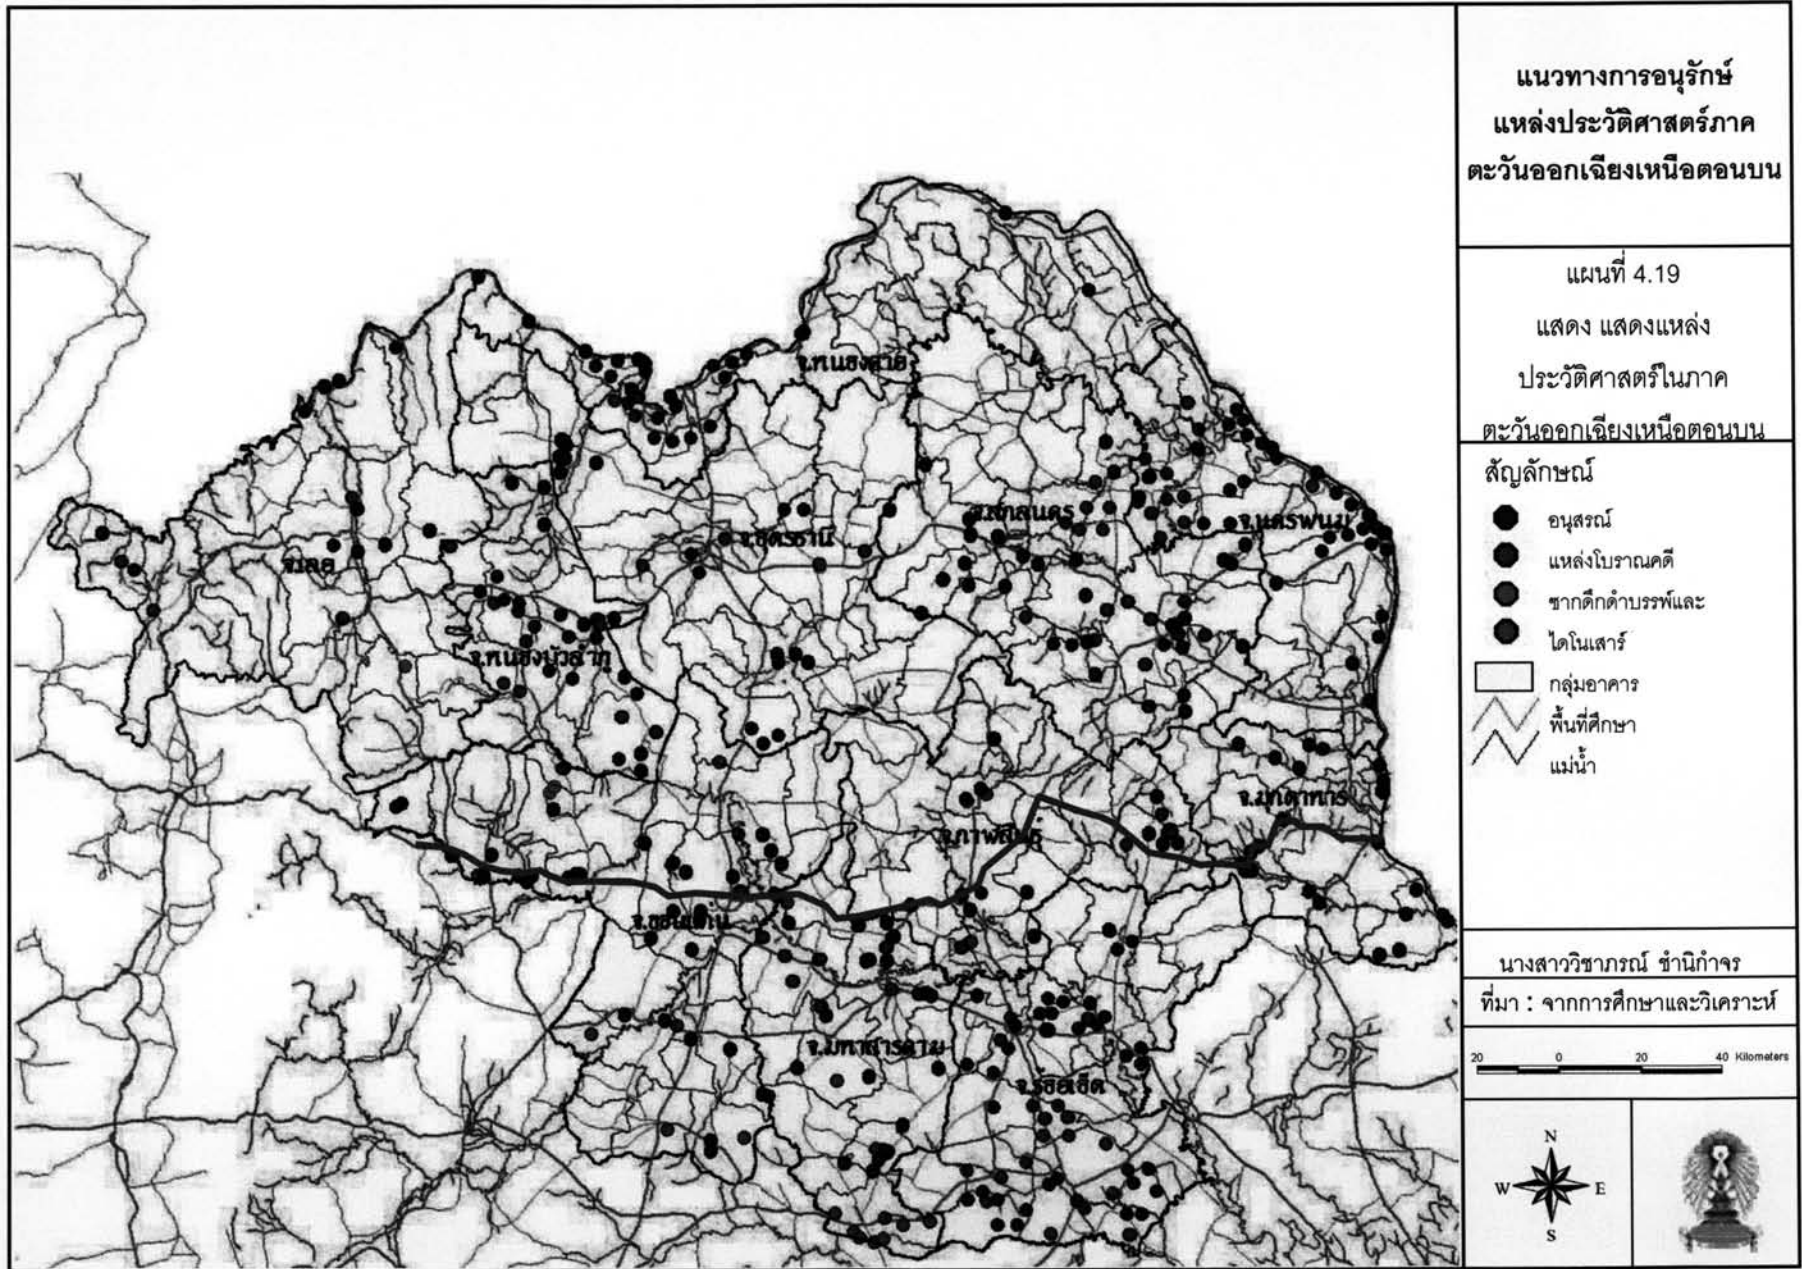 แนวทางการอนุรักษ์
แหล่งประวัติศาสตร์ภาค
ตะวันออกเฉียงเหนือตอนบน
แผนที่ 4.19
แสดง แสดงแหล่ง
ประวัติศาสตร์ในภาค
ตะวันออกเฉียงเหนือตอนบน
สัญลักษณ์
อนุสรณ์
แหล่งโบราณคดี
ซากดึกดำบรรพ์และ
ไดโนเสาร์
กลุ่มอาคาร
พื้นที่ศึกษา
แม่น้ำ
นางสาววิชาภรณ์ ชำนิกำจร
ที่มา : จากการศึกษาและวิเคราะห์
20 0 20 40 Kilometers
N
W E
S
จ.หนองคาย
จ.สกลนคร
จ.นครพนม
จ.อุดรธานี
จ.เลย
จ.หนองบัวลำภู
จ.มุกดาหาร
จ.กาฬสินธุ์
จ.ขอนแก่น
จ.มหาสารคาม
จ.ร้อยเอ็ด